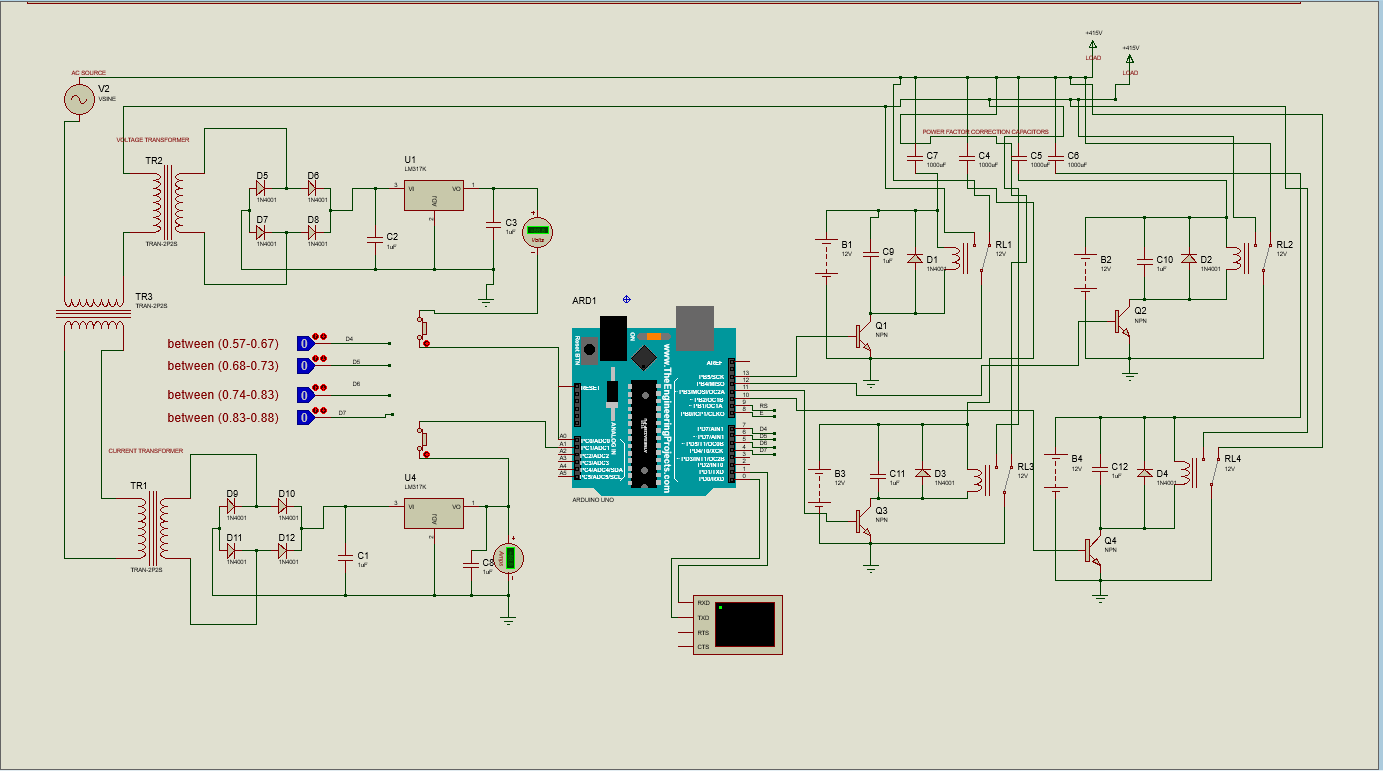 +415V
LOAD
+415V
LOAD
AC SOURCE
V2
VSINE
VOLTAGE TRANSFORMER
TR2
TRAN-2P2S
D5
1N4001
D6
1N4001
D7
1N4001
D8
1N4001
C2
1uF
U1
LM317K
3
VI
VO
1
ADJ
2
C3
1uF
Volts
POWER FACTOR CORRECTION CAPACITORS
C7
1000uF
C4
1000uF
C5
1000uF
C6
1000uF
B1
12V
C9
1uF
D1
1N4001
RL1
12V
Q1
NPN
B2
12V
C10
1uF
D2
1N4001
RL2
12V
Q2
NPN
TR3
TRAN-2P2S
between (0.57-0.67)
0
D4
between (0.68-0.73)
0
D5
between (0.74-0.83)
0
D6
between (0.83-0.88)
0
D7
ARD1
Reset BTN
ON
www.TheEngineeringProjects.com
RESET
ANALOG IN
AREF
PB5/SCK
13
PB4/MISO
12
~ PB3/MOSI/OC2A
11
~ PB2/OC1B
10
~ PB1/OC1A
9
RS
PB0/ICP1/CLKO
8
E
PD7/AIN1
7
D4
~ PD6/AIN0
6
D5
~ PD5/T1/OC0B
5
D6
PD4/T0/XCK
4
D7
~ PD3/INT1/OC2B
3
PD2/INT0
2
PD1/TXD
1
PD0/RXD
0
A0
PC0/ADC0
A1
PC1/ADC1
A2
PC2/ADC2
A3
PC3/ADC3
A4
PC4/ADC4/SDA
A5
PC5/ADC5/SCL
ARDUINO UNO
CURRENT TRANSFORMER
TR1
TRAN-2P2S
D9
1N4001
D10
1N4001
D11
1N4001
D12
1N4001
C1
1uF
U4
LM317K
3
VI
VO
1
ADJ
2
C8
1uF
Amps
B3
12V
C11
1uF
D3
1N4001
RL3
12V
Q3
NPN
B4
12V
C12
1uF
D4
1N4001
RL4
12V
Q4
NPN
RXD
TXD
RTS
CTS